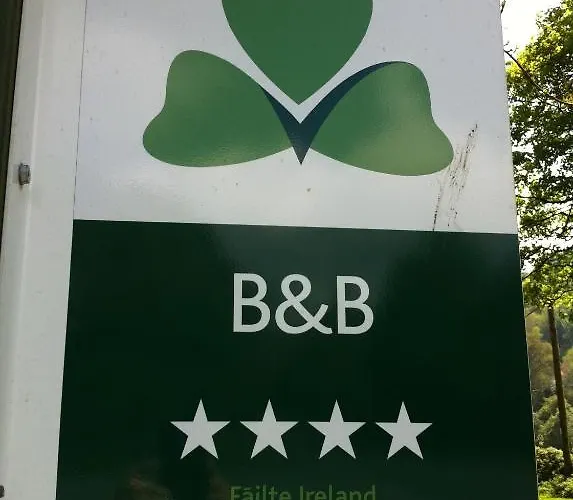 B&B
★★★★
Fáilte Ireland